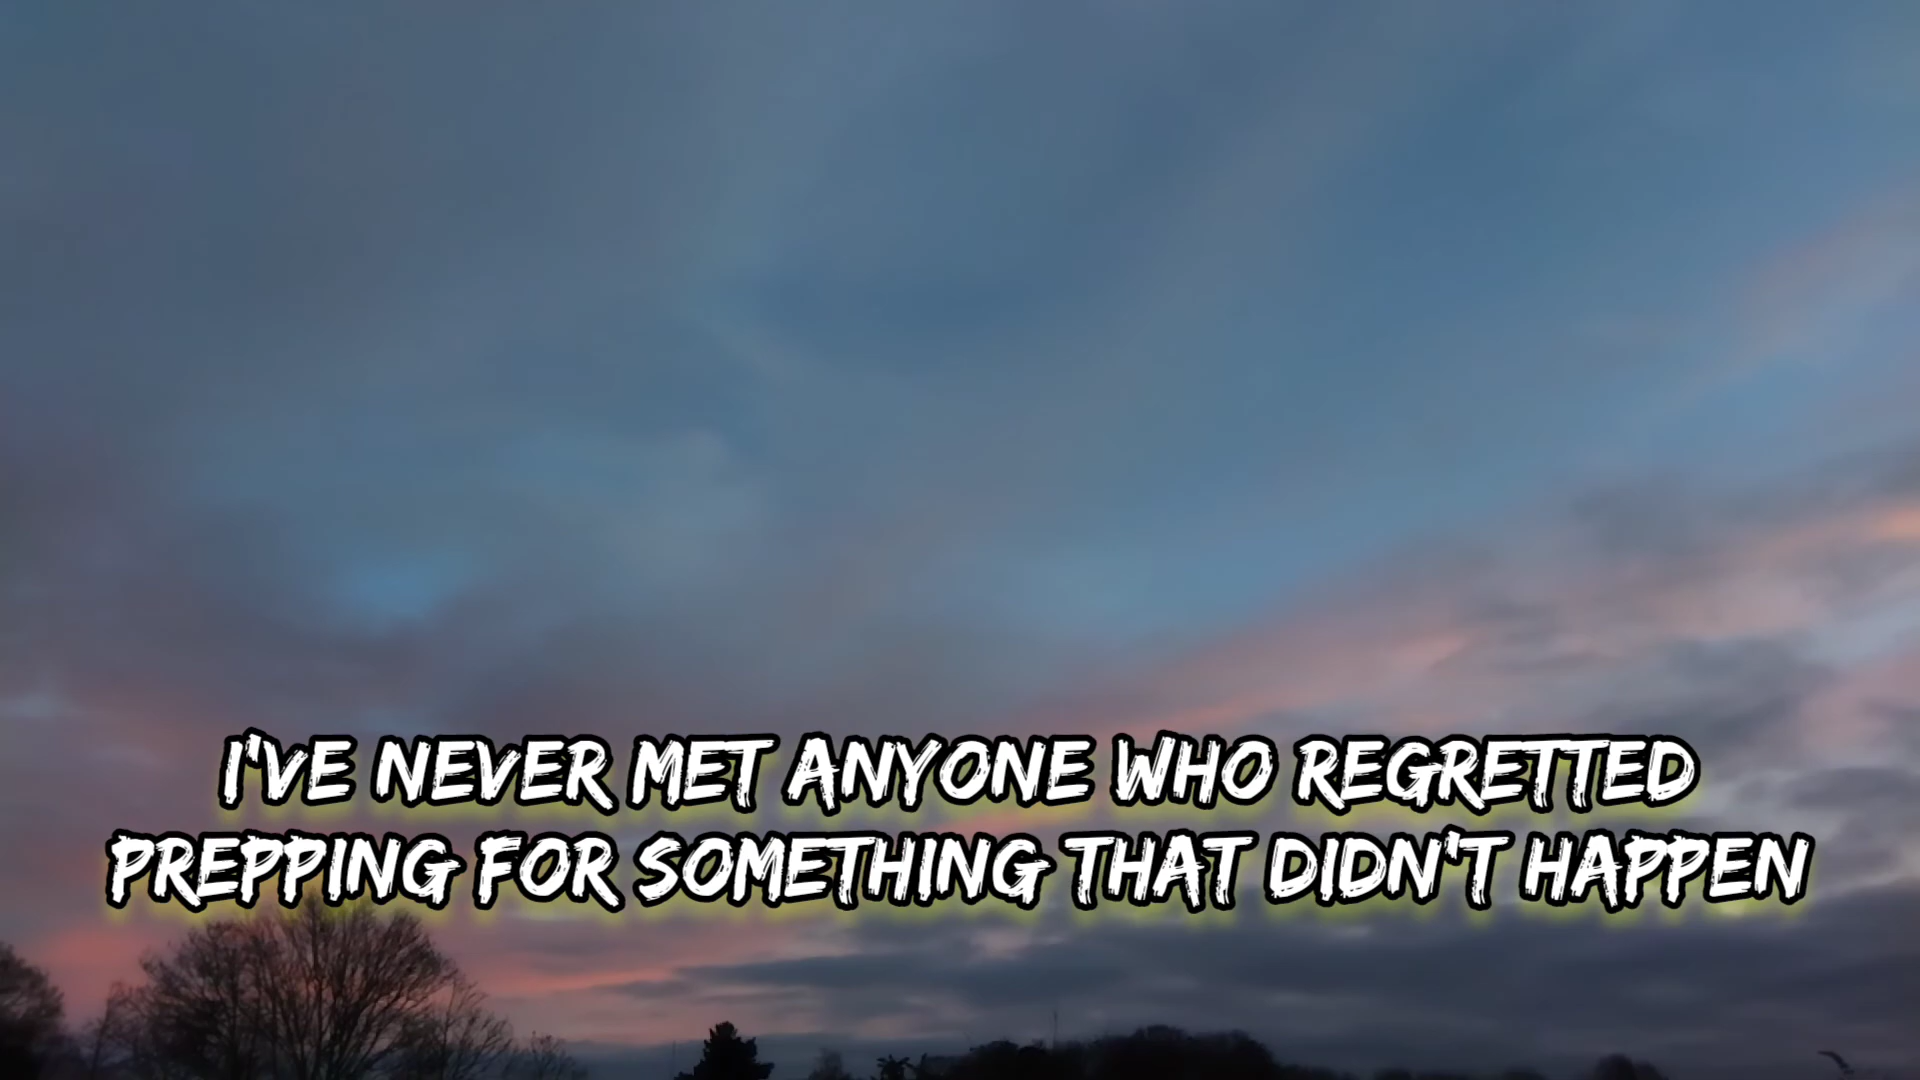 I'VE NEVER MET ANYONE WHO REGRETTED
PREPPING FOR SOMETHING THAT DIDN'T HAPPEN